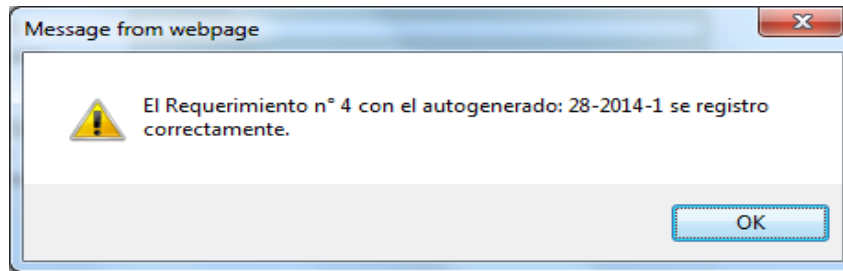 Message from webpage
El Requerimiento n° 4 con el autogenerado: 28-2014-1 se registro
correctamente.
OK